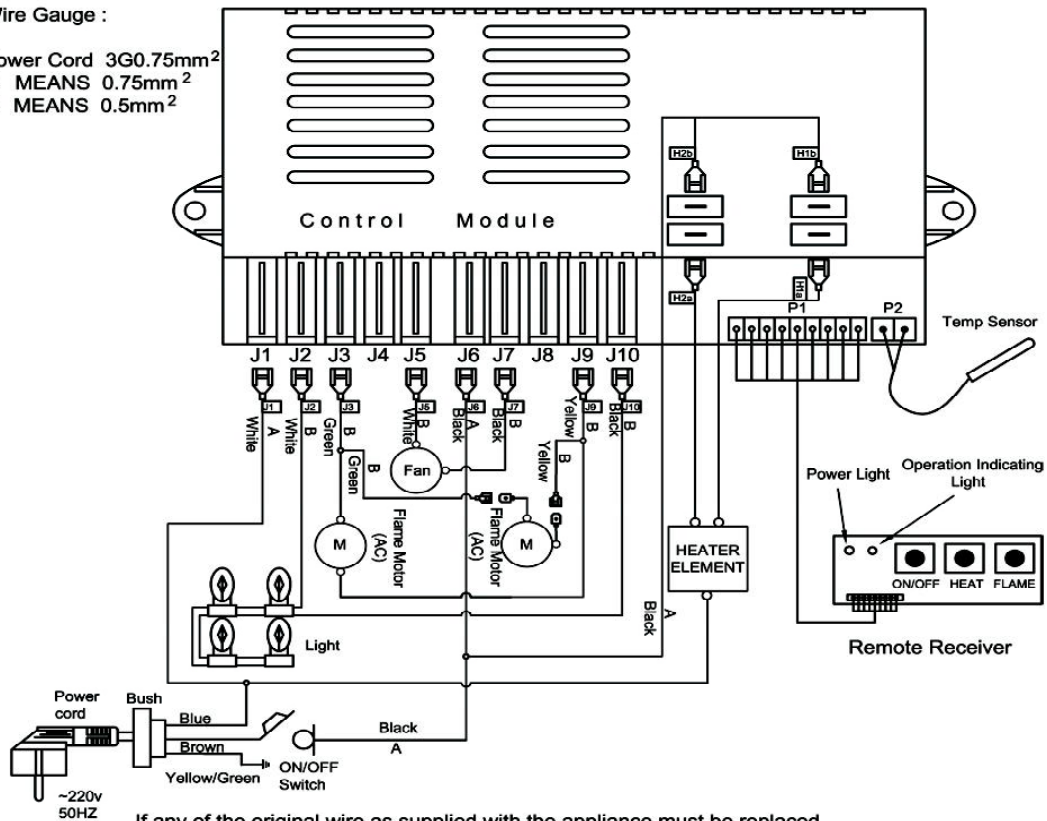 Wire Gauge :
Power Cord 3G0.75mm²
MEANS 0.75mm²
MEANS 0.5mm²
Control Module
H2b
H1b
H2a
H1a
P1
P2
Temp Sensor
J1 J2 J3 J4 J5 J6 J7 J8 J9 J10
J1 J2 J3 J5 J6 J7 J9 J10
White A
White B
Green B
White B
Black A
Black B
Yellow B
Black B
Green B
Fan
Yellow B
M
Flame Motor (AC)
Flame Motor (AC)
M
HEATER
ELEMENT
Power Light
Operation Indicating
Light
ON/OFF HEAT FLAME
Remote Receiver
Black A
Light
Power
cord
Bush
Blue
Brown
Yellow/Green
ON/OFF
Switch
Black
A
~220v
50HZ
If any of the original wire as supplied with the appliance must be replaced